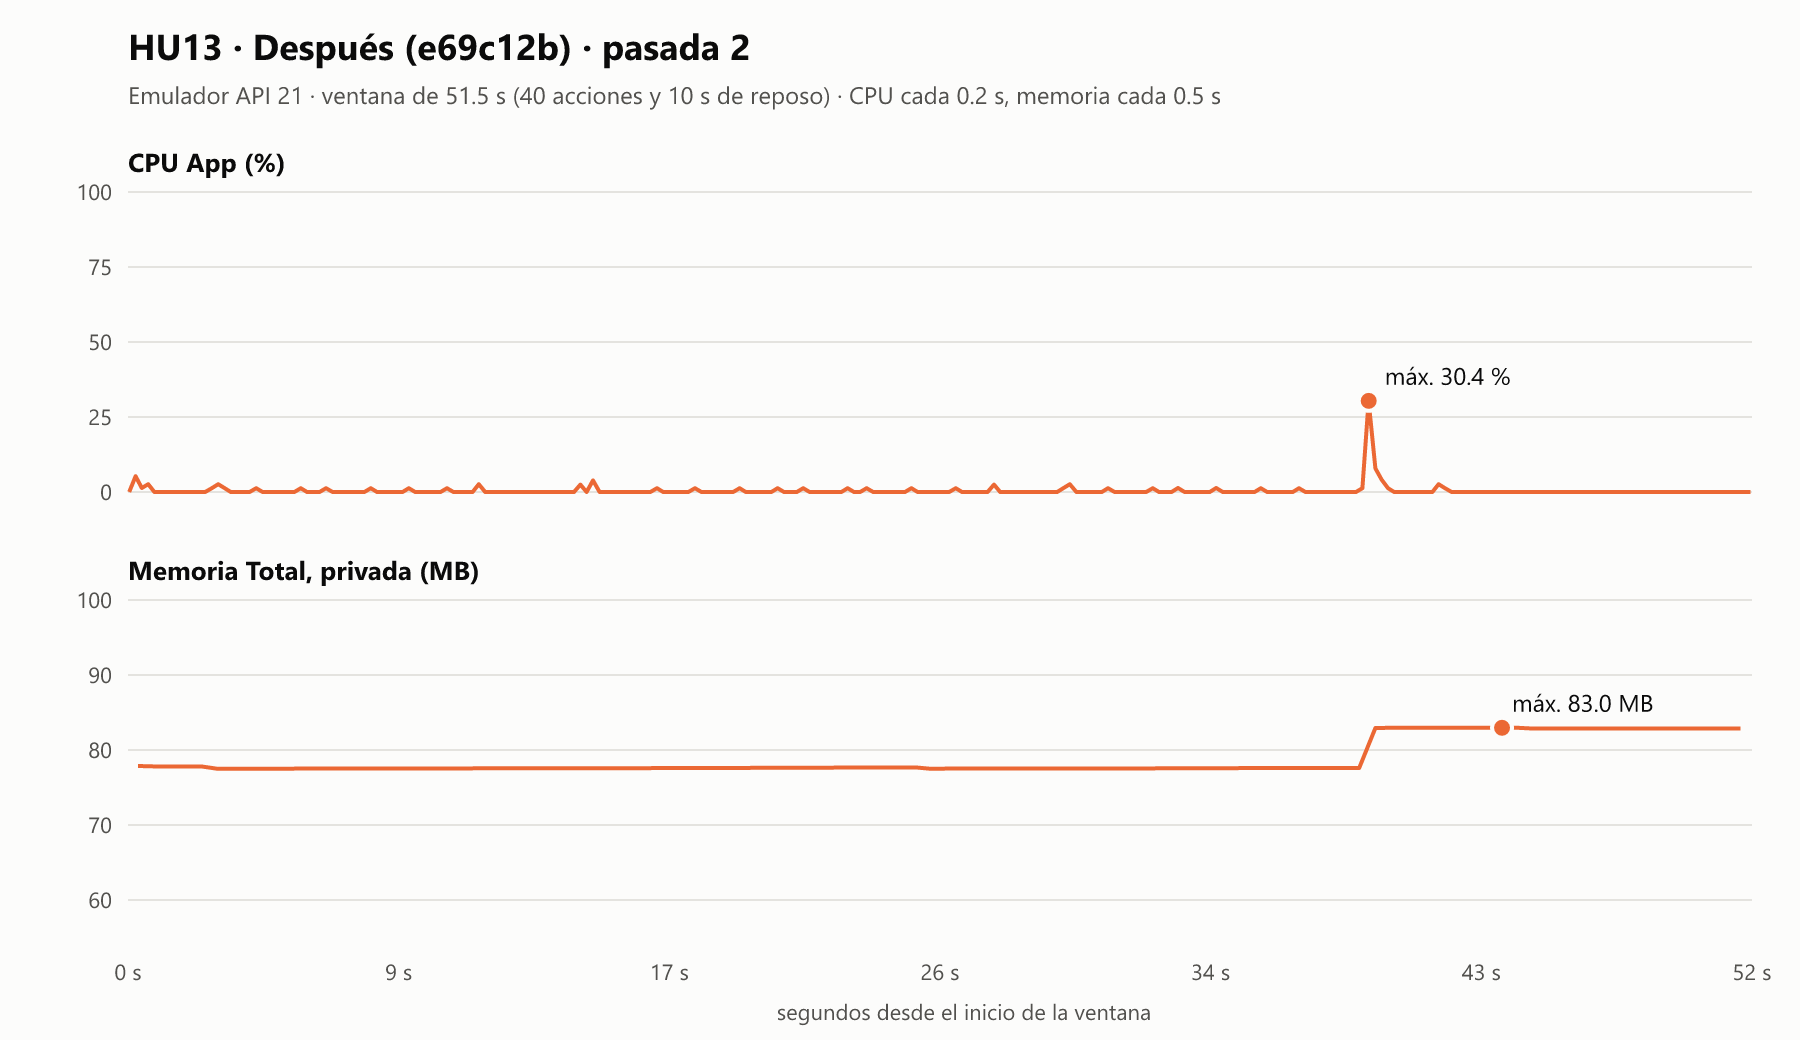 HU13 · Después (e69c12b) · pasada 2
Emulador API 21 · ventana de 51.5 s (40 acciones y 10 s de reposo) · CPU cada 0.2 s, memoria cada 0.5 s
CPU App (%)
100
75
50
máx. 30.4 %
25
0
Memoria Total, privada (MB)
100
90
máx. 83.0 MB
80
70
60
0 s 9 s 17 s 26 s 34 s 43 s 52 s
segundos desde el inicio de la ventana